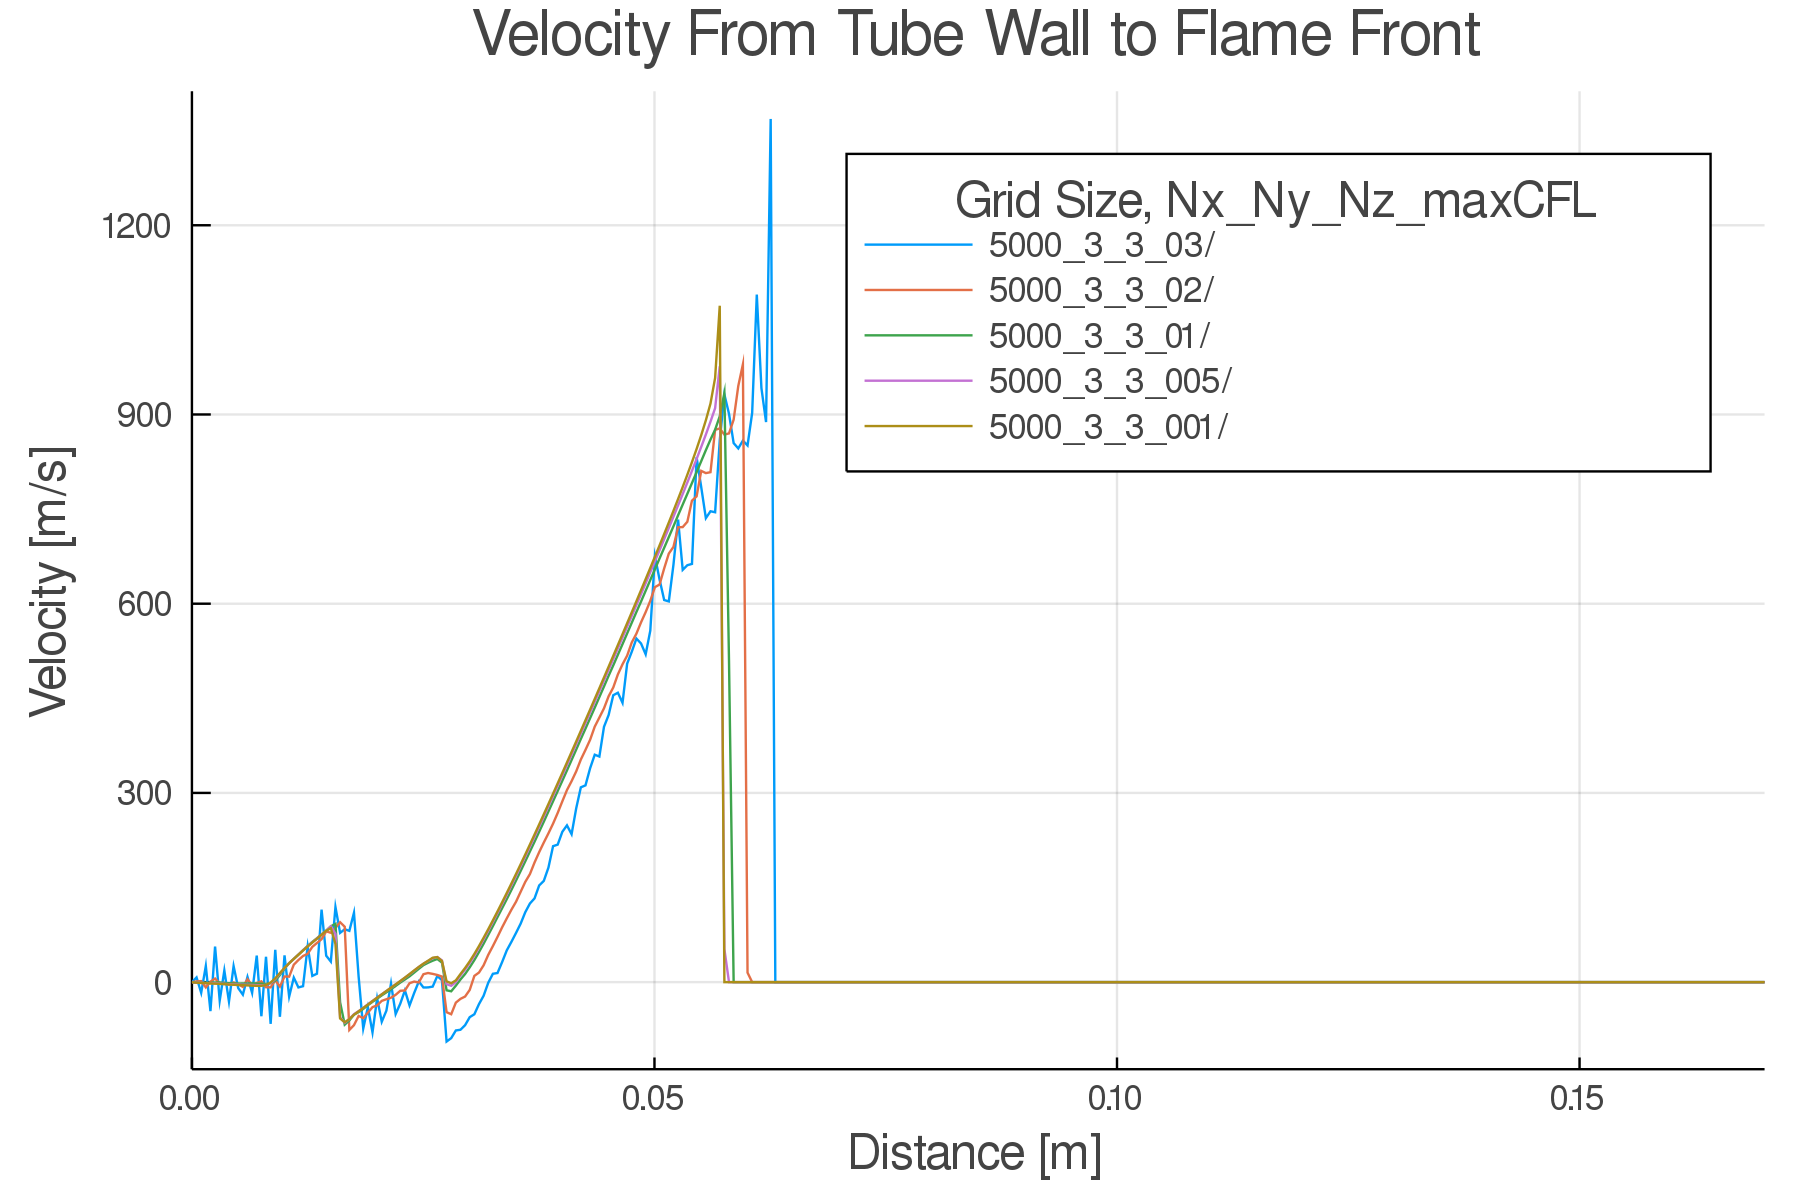 Velocity From Tube Wall to Flame Front
Velocity [m/s]
1200
900
600
300
0
Grid Size, Nx_Ny_Nz_maxCFL
5000_3_3_03/
5000_3_3_02/
5000_3_3_01/
5000_3_3_005/
5000_3_3_001/
0.00 0.05 0.10 0.15
Distance [m]